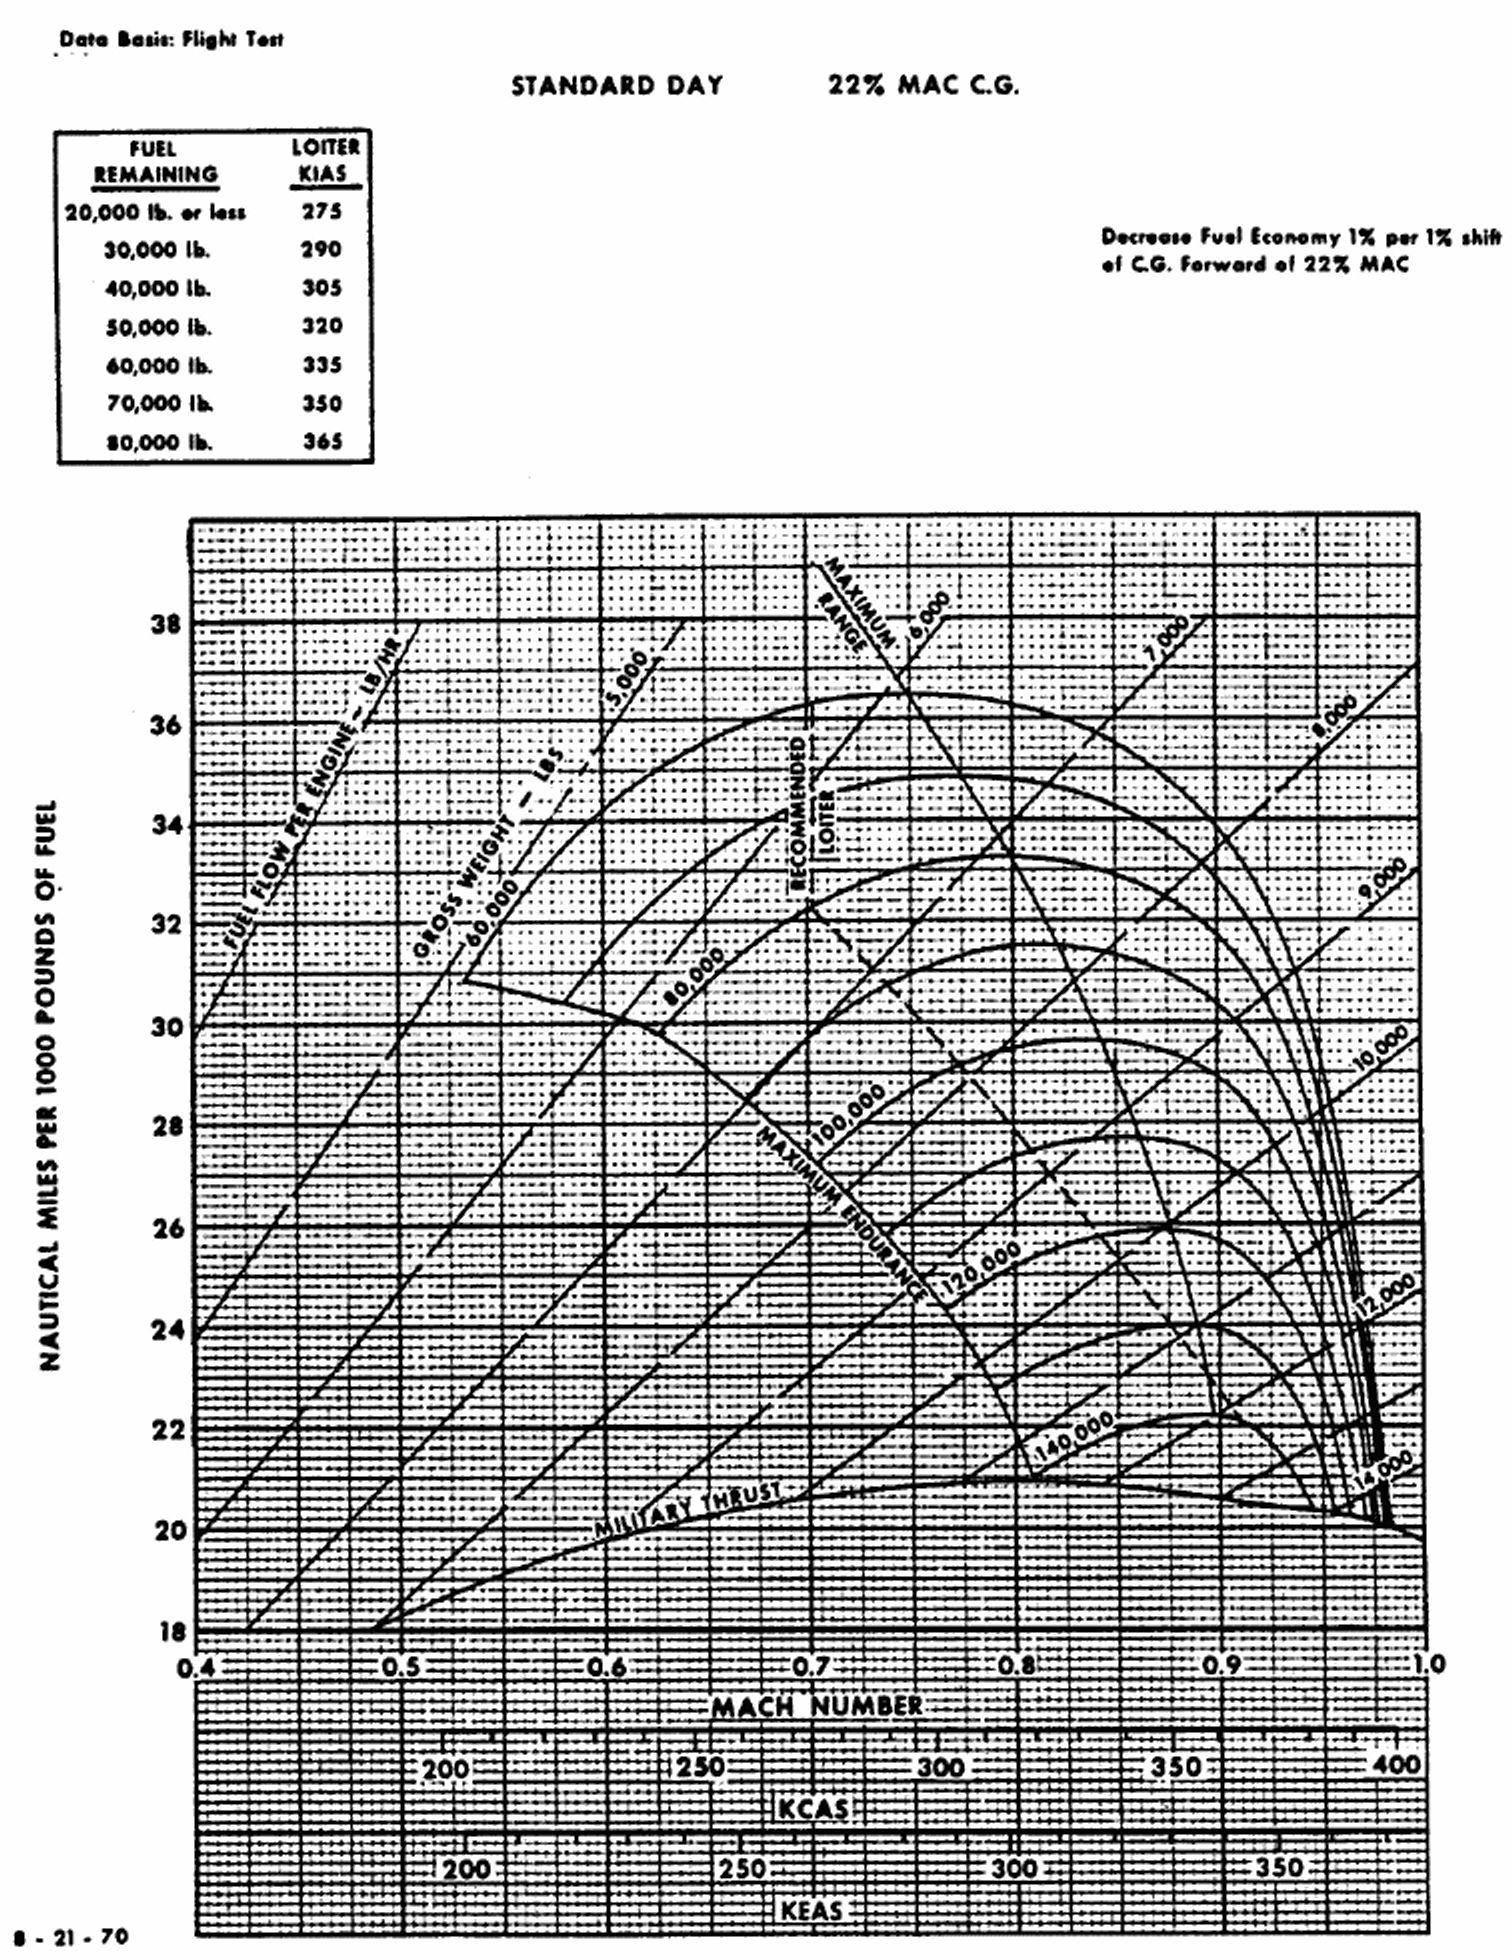 Data Basis: Flight Test
STANDARD DAY 22% MAC C.G.
FUEL REMAINING LOITER KIAS
20,000 lb. or less 275
30,000 lb. 290
40,000 lb. 305
50,000 lb. 320
60,000 lb. 335
70,000 lb. 350
80,000 lb. 365
Decrease Fuel Economy 1% per 1% shift
of C.G. Forward of 22% MAC
NAUTICAL MILES PER 1000 POUNDS OF FUEL
38
36
34
32
30
28
26
24
22
20
18
FUEL FLOW PER ENGINE ~ LB/HR
GROSS WEIGHT ~ LBS
5,000
6,000
7,000
8,000
9,000
10,000
12,000
14,000
MAXIMUM
RANGE
RECOMMENDED
LOITER
60,000
80,000
100,000
120,000
140,000
MAXIMUM ENDURANCE
MILITARY THRUST
0.4 0.5 0.6 0.7 0.8 0.9 1.0
MACH NUMBER
200 250 300 350 400
KCAS
200 250 300 350
KEAS
8 - 21 - 70